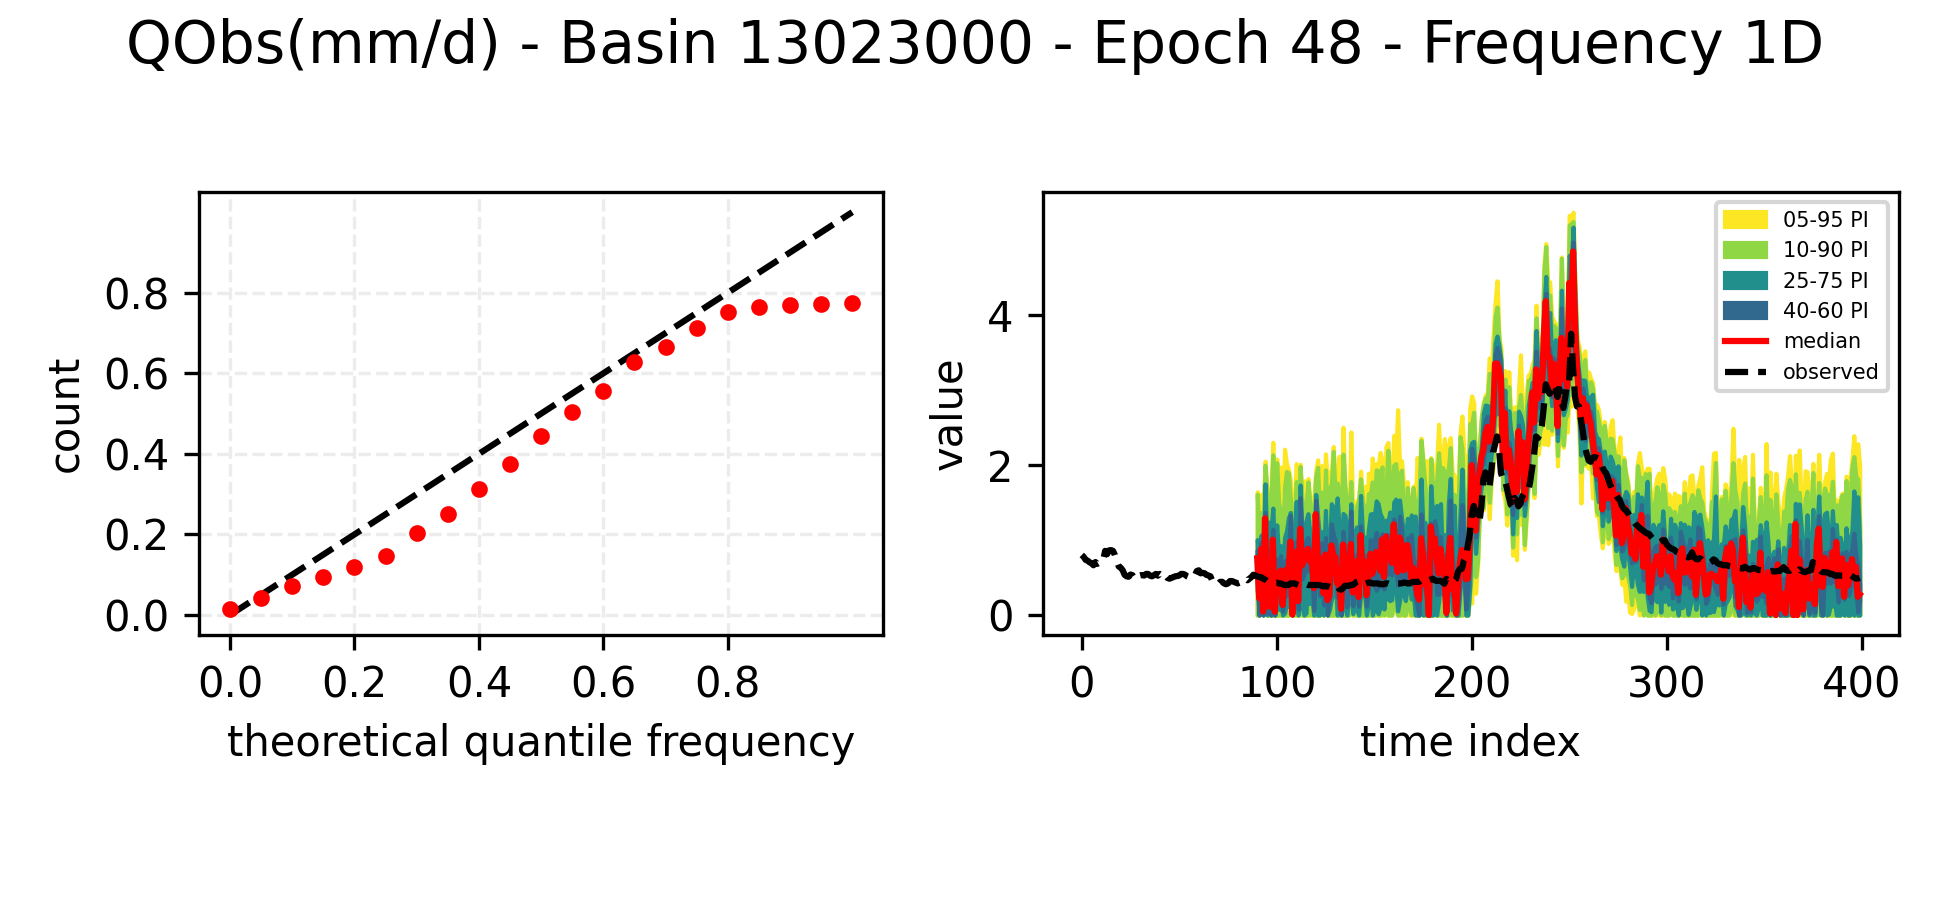 QObs(mm/d) - Basin 13023000 - Epoch 48 - Frequency 1D
count
0.8
0.6
0.4
0.2
0.0
0.0 0.2 0.4 0.6 0.8
theoretical quantile frequency
value
4
2
0
0 100 200 300 400
time index
05-95 PI
10-90 PI
25-75 PI
40-60 PI
median
observed